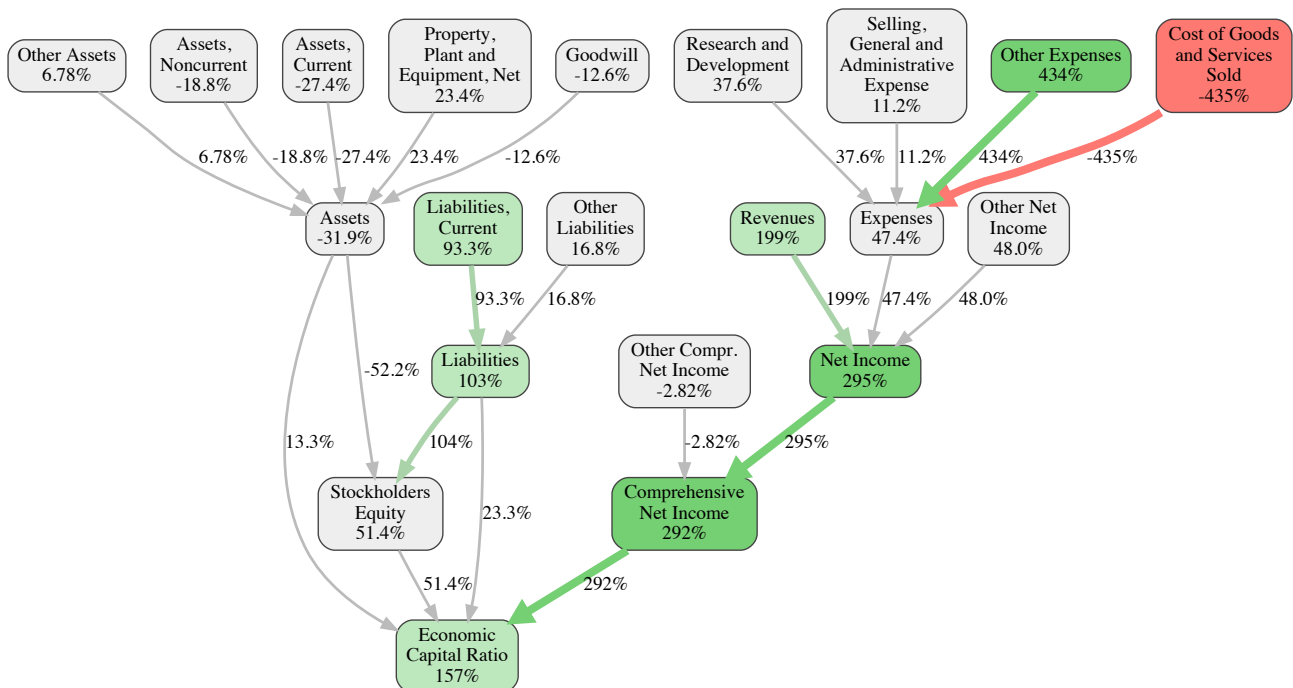 Other Assets
6.78%
Assets,
Noncurrent
-18.8%
Assets,
Current
-27.4%
Property,
Plant and
Equipment, Net
23.4%
Goodwill
-12.6%
Research and
Development
37.6%
Selling,
General and
Administrative
Expense
11.2%
Other Expenses
434%
Cost of Goods
and Services
Sold
-435%
6.78%
-18.8%
-27.4%
23.4%
-12.6%
37.6%
11.2%
434%
-435%
Assets
-31.9%
Liabilities,
Current
93.3%
Other
Liabilities
16.8%
Revenues
199%
Expenses
47.4%
Other Net
Income
48.0%
93.3%
16.8%
199%
47.4%
48.0%
-52.2%
Liabilities
103%
Other Compr.
Net Income
-2.82%
Net Income
295%
13.3%
104%
-2.82%
295%
Stockholders
Equity
51.4%
23.3%
Comprehensive
Net Income
292%
51.4%
292%
Economic
Capital Ratio
157%